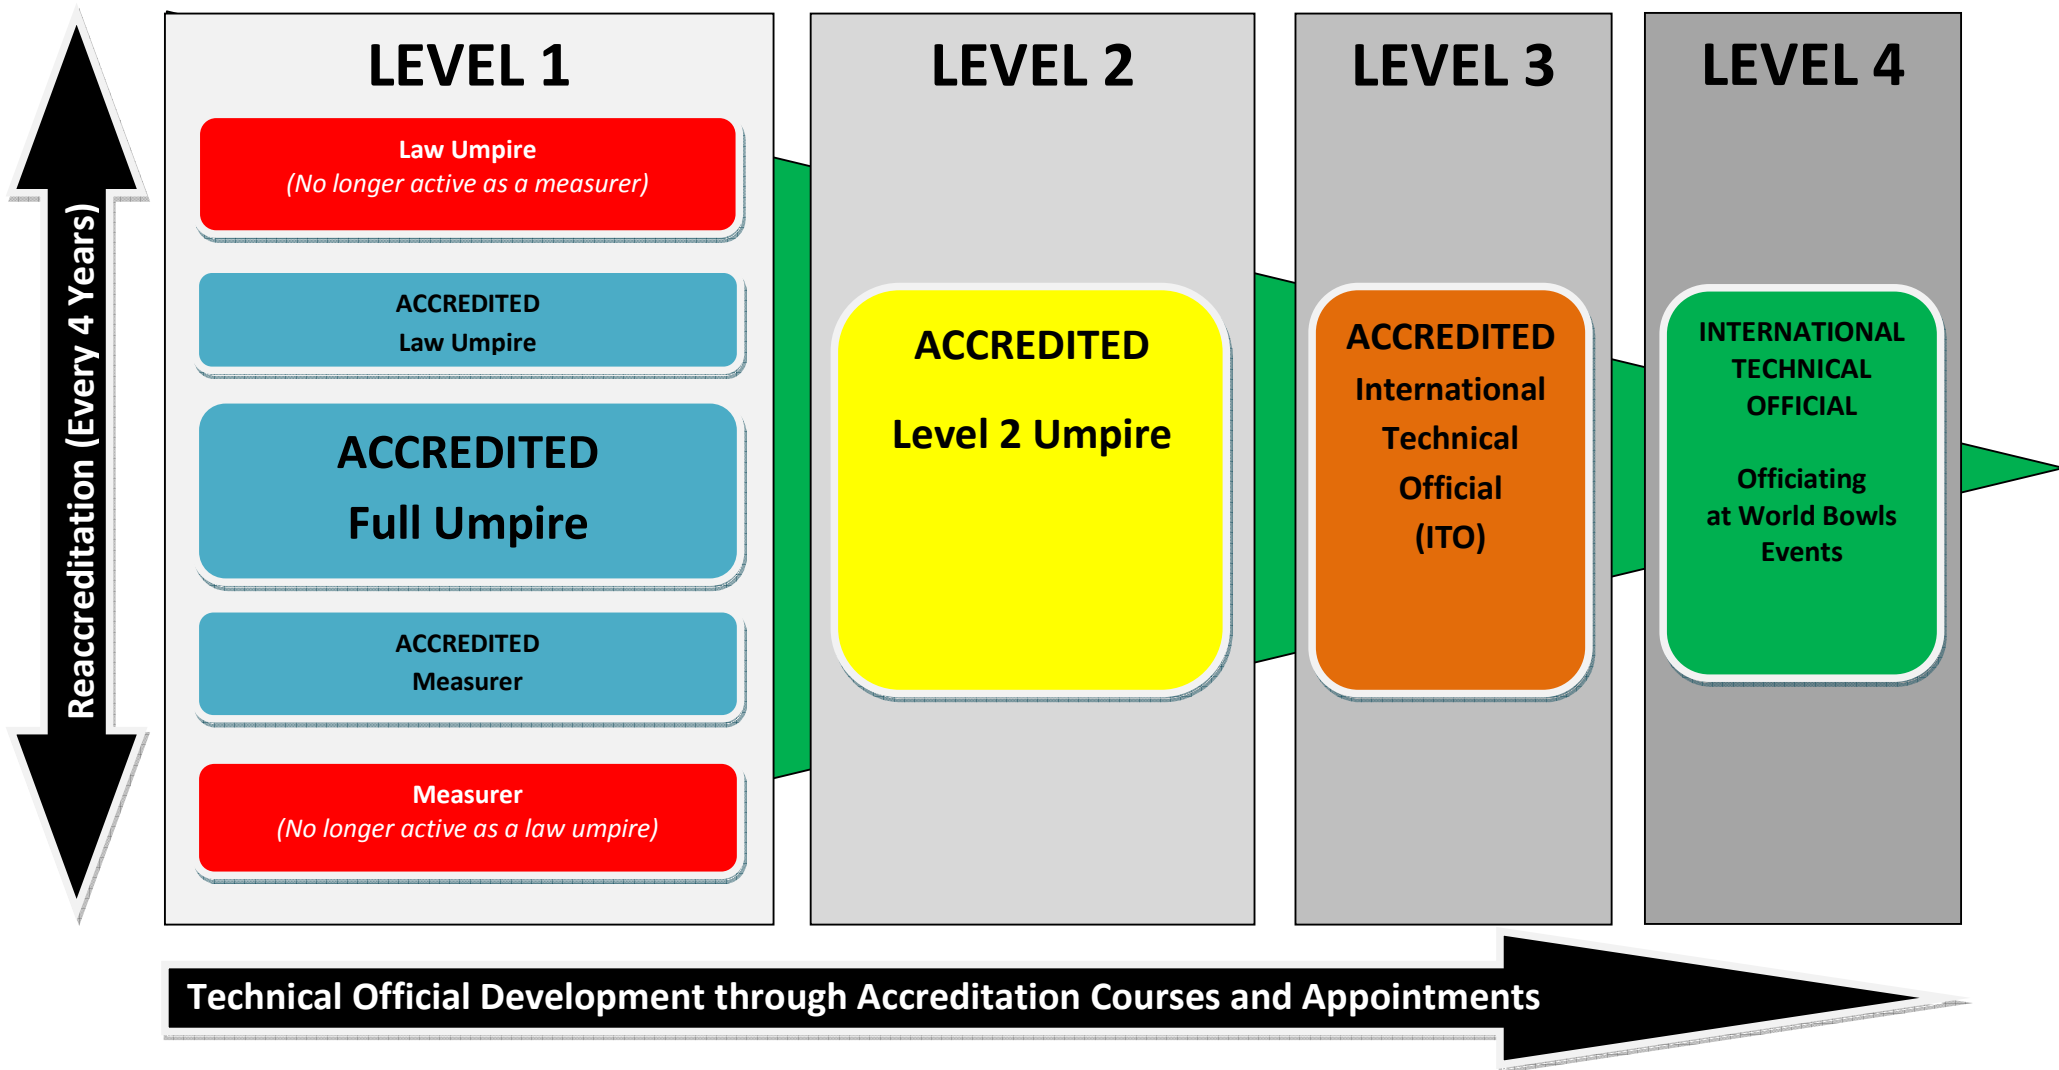 Reaccreditation (Every 4 Years)
LEVEL 1
Law Umpire
(No longer active as a measurer)
ACCREDITED
Law Umpire
ACCREDITED
Full Umpire
ACCREDITED
Measurer
Measurer
(No longer active as a law umpire)
LEVEL 2
ACCREDITED
Level 2 Umpire
LEVEL 3
ACCREDITED
International
Technical
Official
(ITO)
LEVEL 4
INTERNATIONAL
TECHNICAL
OFFICIAL
Officiating
at World Bowls
Events
Technical Official Development through Accreditation Courses and Appointments